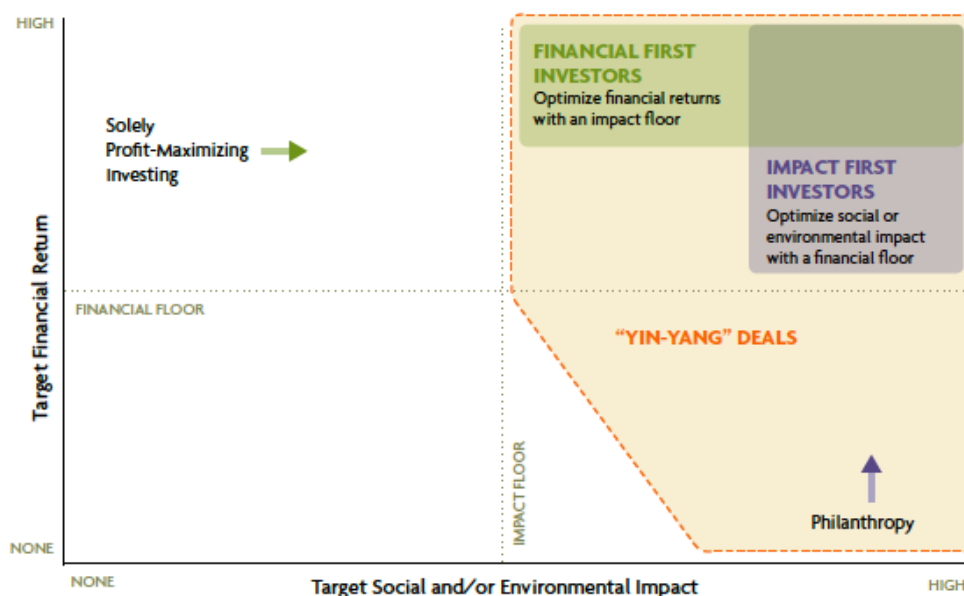 HIGH
FINANCIAL FIRST
INVESTORS
Optimize financial returns
with an impact floor
Solely
Profit-Maximizing
Investing
IMPACT FIRST
INVESTORS
Optimize social or
environmental impact
with a financial floor
Target Financial Return
FINANCIAL FLOOR
"YIN-YANG" DEALS
IMPACT FLOOR
Philanthropy
NONE
NONE
Target Social and/or Environmental Impact
HIGH